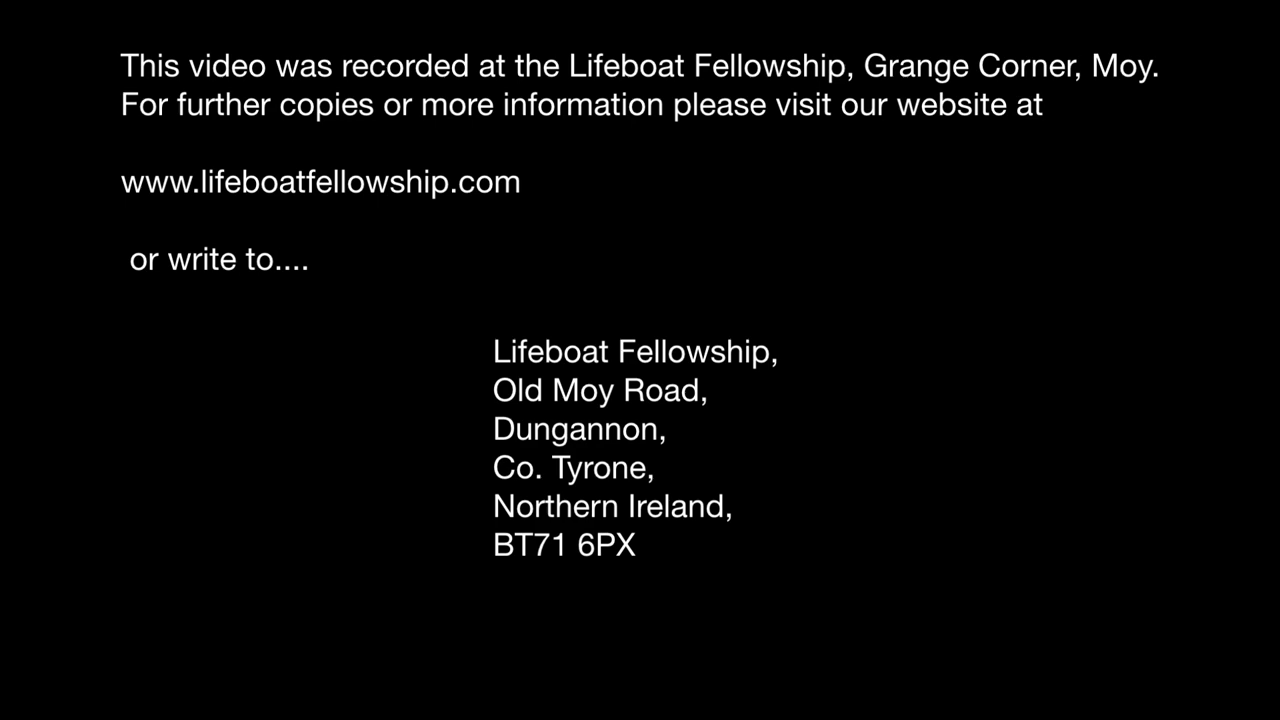 This video was recorded at the Lifeboat Fellowship, Grange Corner, Moy.
For further copies or more information please visit our website at
www.lifeboatfellowship.com
or write to....
Lifeboat Fellowship,
Old Moy Road,
Dungannon,
Co. Tyrone,
Northern Ireland,
BT71 6PX